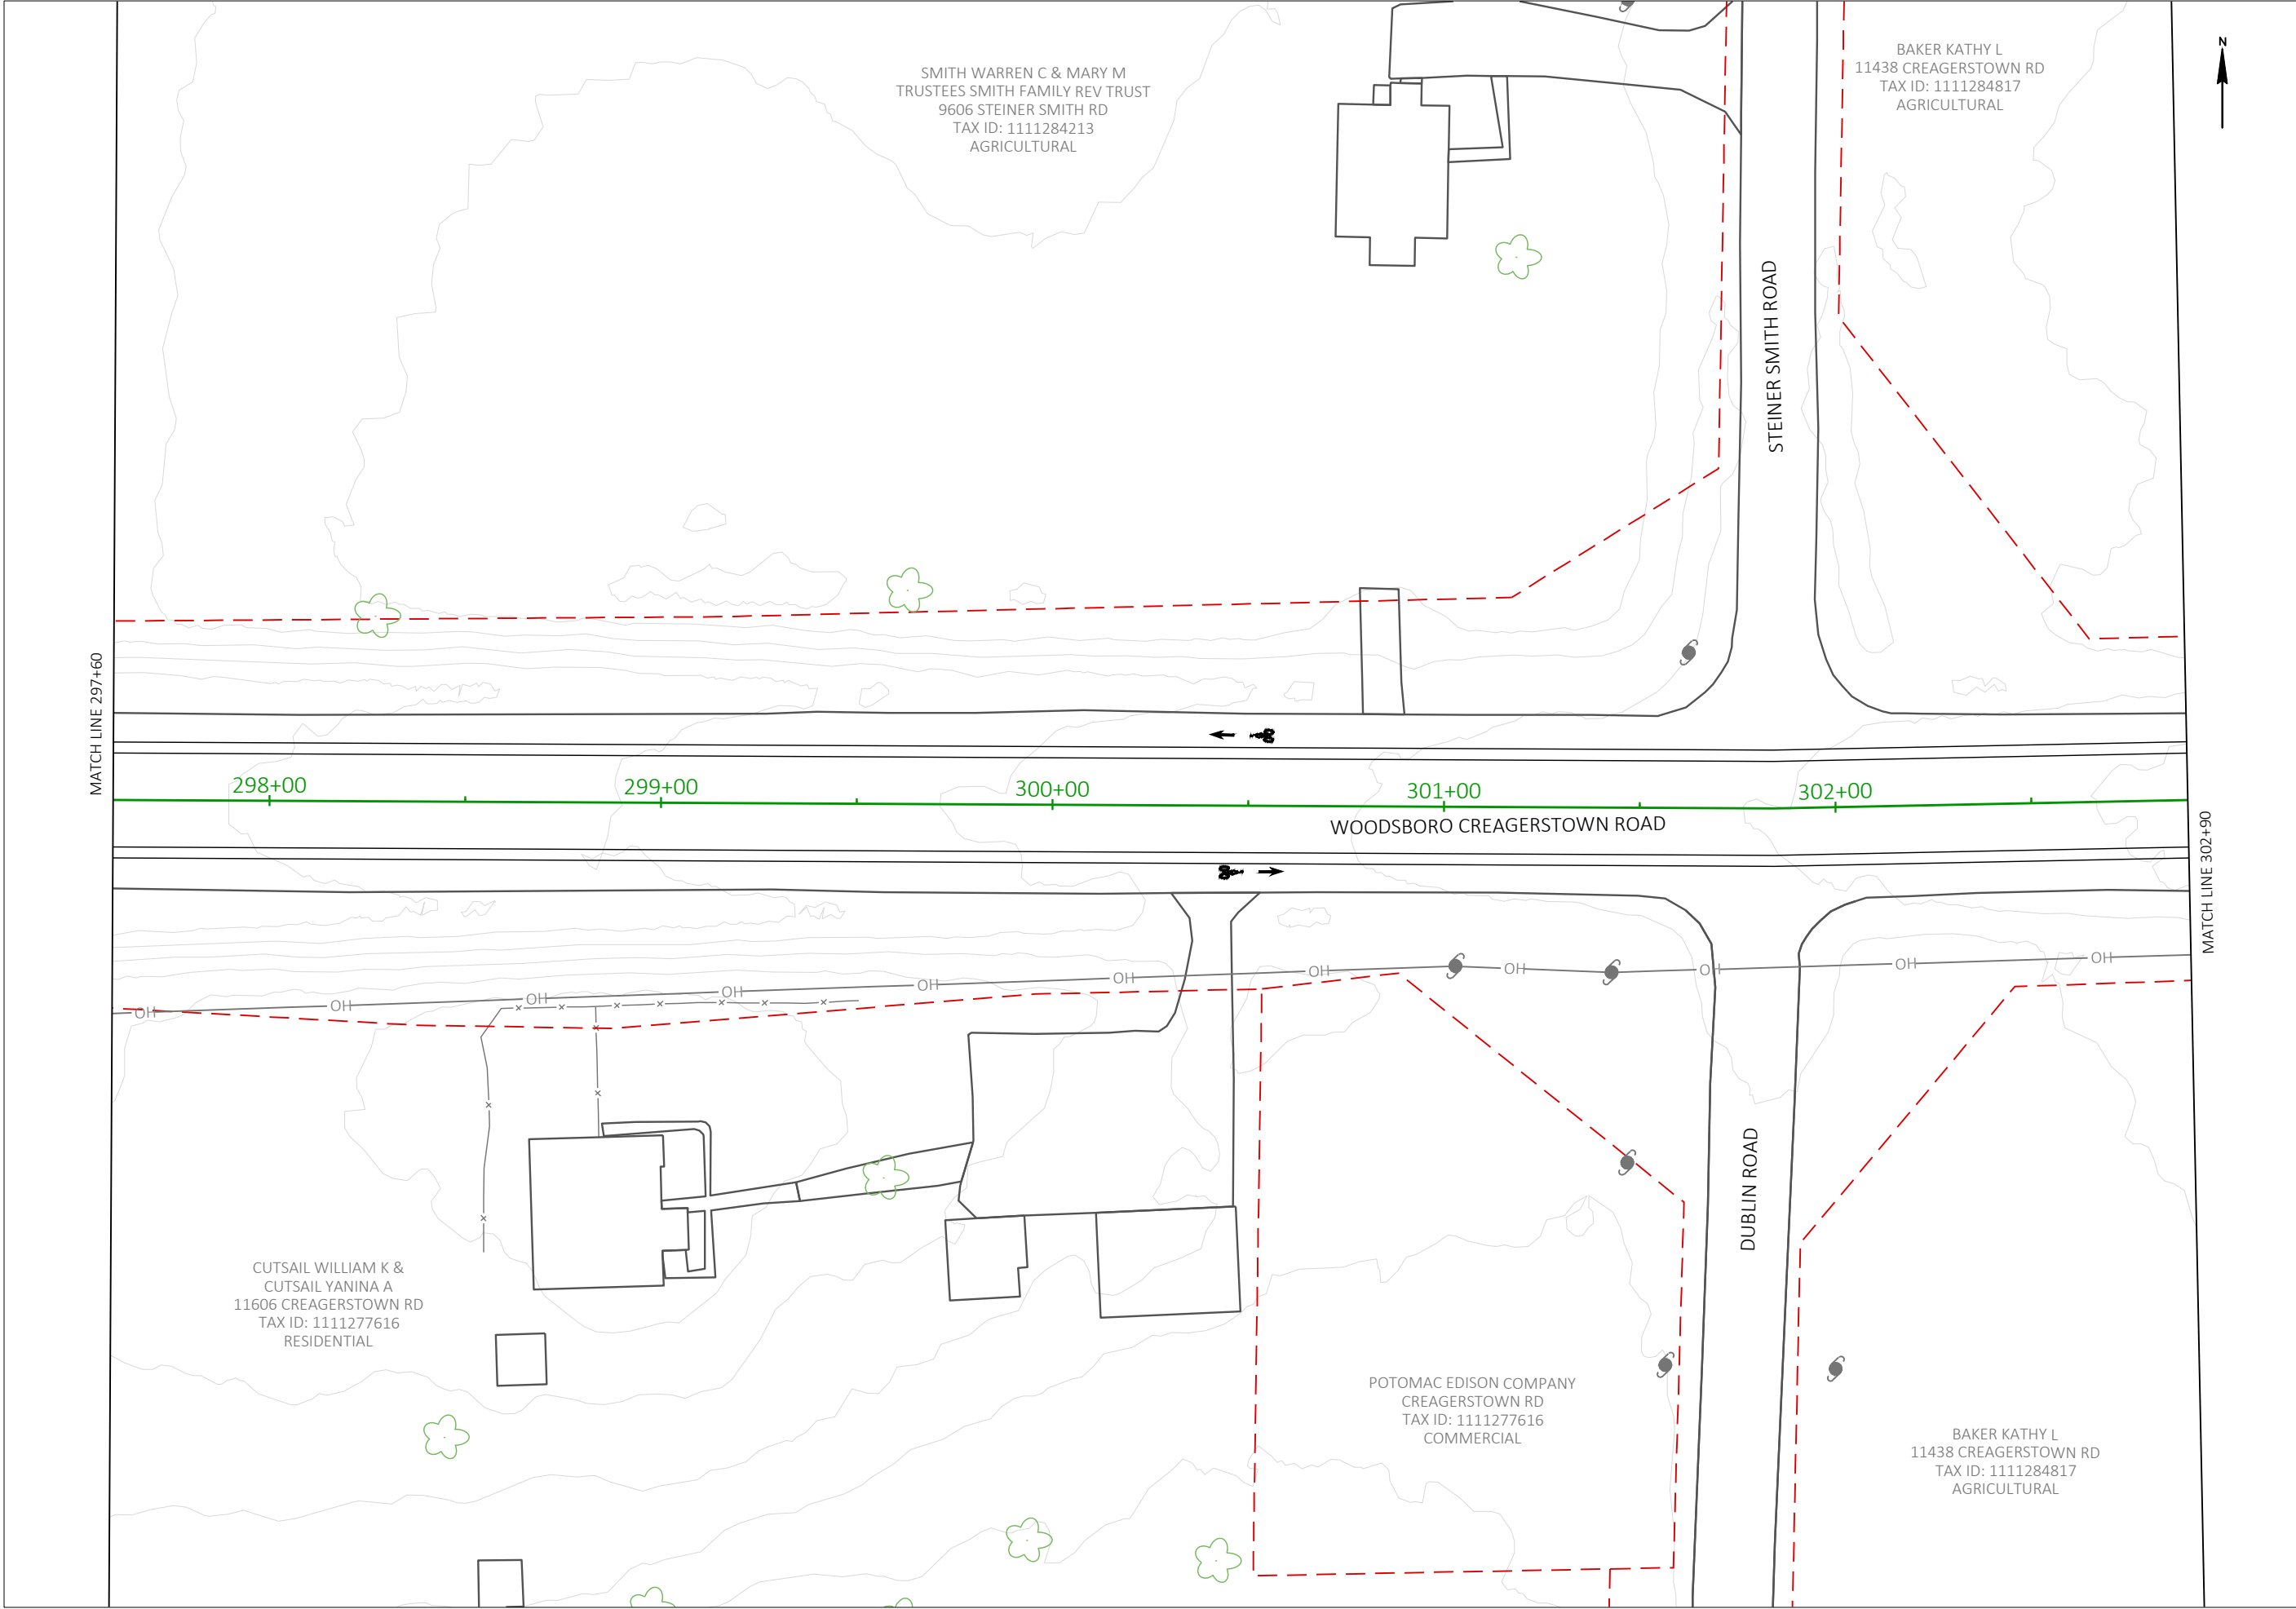 SMITH WARREN C & MARY M
TRUSTEES SMITH FAMILY REV TRUST
9606 STEINER SMITH RD
TAX ID: 1111284213
AGRICULTURAL
BAKER KATHY L
11438 CREAGERSTOWN RD
TAX ID: 1111284817
AGRICULTURAL
N
STEINER SMITH ROAD
MATCH LINE 297+60
298+00
299+00
300+00
301+00
302+00
WOODSBORO CREAGERSTOWN ROAD
MATCH LINE 302+90
OH
OH
OH
OH
OH
OH
OH
OH
OH
OH
OH
DUBLIN ROAD
CUTSAIL WILLIAM K &
CUTSAIL YANINA A
11606 CREAGERSTOWN RD
TAX ID: 1111277616
RESIDENTIAL
POTOMAC EDISON COMPANY
CREAGERSTOWN RD
TAX ID: 1111277616
COMMERCIAL
BAKER KATHY L
11438 CREAGERSTOWN RD
TAX ID: 1111284817
AGRICULTURAL